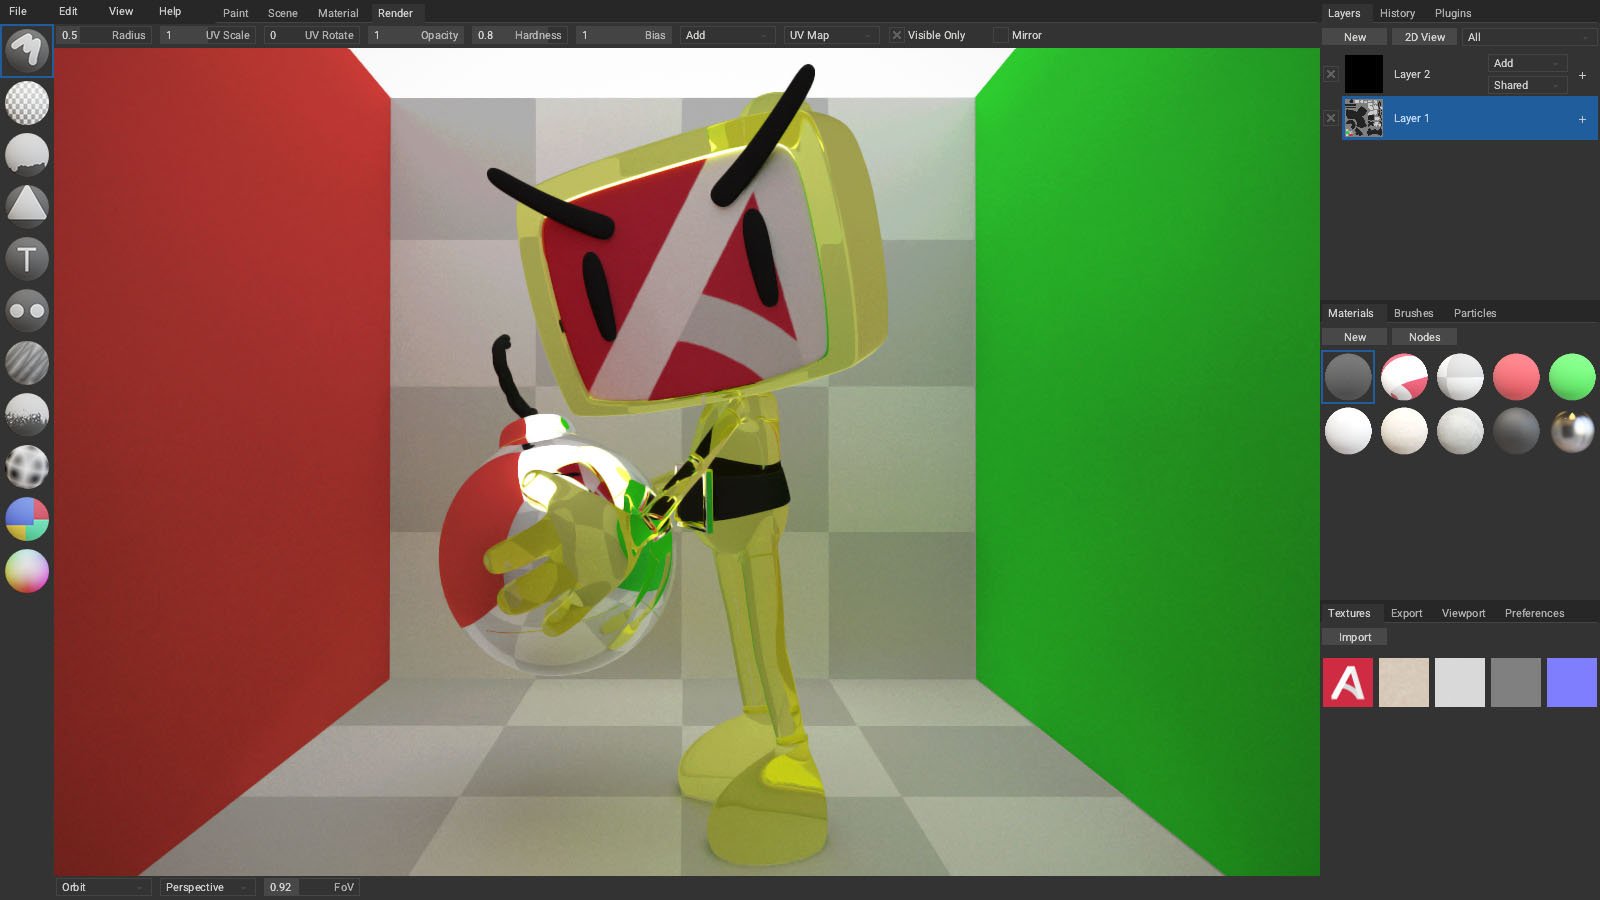 File Edit View Help Paint Scene Material Render
0.5 Radius 1 UV Scale 0 UV Rotate 1 Opacity 0.8 Hardness 1 Bias Add UV Map Visible Only Mirror
T
Layers History Plugins
New 2D View All
Layer 2 Add +
Shared
Layer 1 +
Materials Brushes Particles
New Nodes
Textures Export Viewport Preferences
Import
A
Orbit Perspective 0.92 FoV